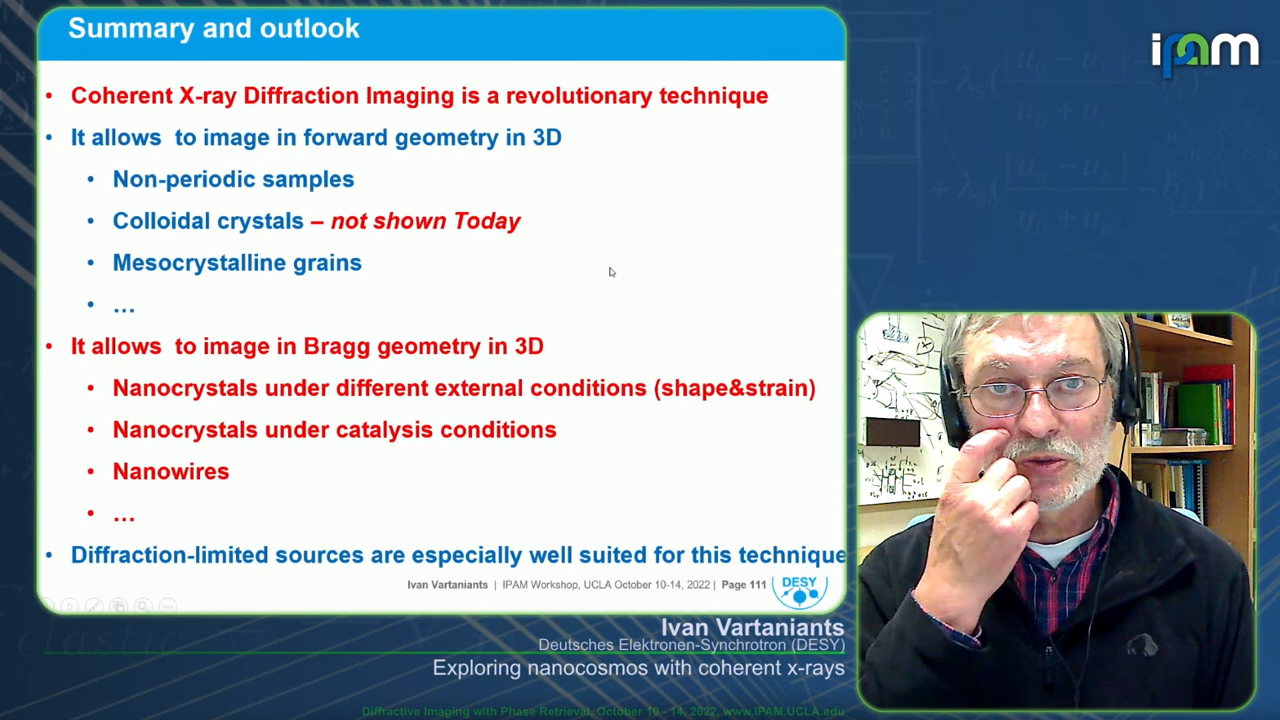 Summary and outlook
ipam
• Coherent X-ray Diffraction Imaging is a revolutionary technique
• It allows to image in forward geometry in 3D
• Non-periodic samples
• Colloidal crystals – not shown Today
• Mesocrystalline grains
• ...
• It allows to image in Bragg geometry in 3D
• Nanocrystals under different external conditions (shape&strain)
• Nanocrystals under catalysis conditions
• Nanowires
• ...
• Diffraction-limited sources are especially well suited for this technique
Ivan Vartaniants | IPAM Workshop, UCLA October 10-14, 2022 | Page 111
DESY
Ivan Vartaniants
Deutsches Elektronen-Synchrotron (DESY)
Exploring nanocosmos with coherent x-rays
Diffractive Imaging with Phase Retrieval, October 10 - 14, 2022, www.IPAM.UCLA.edu